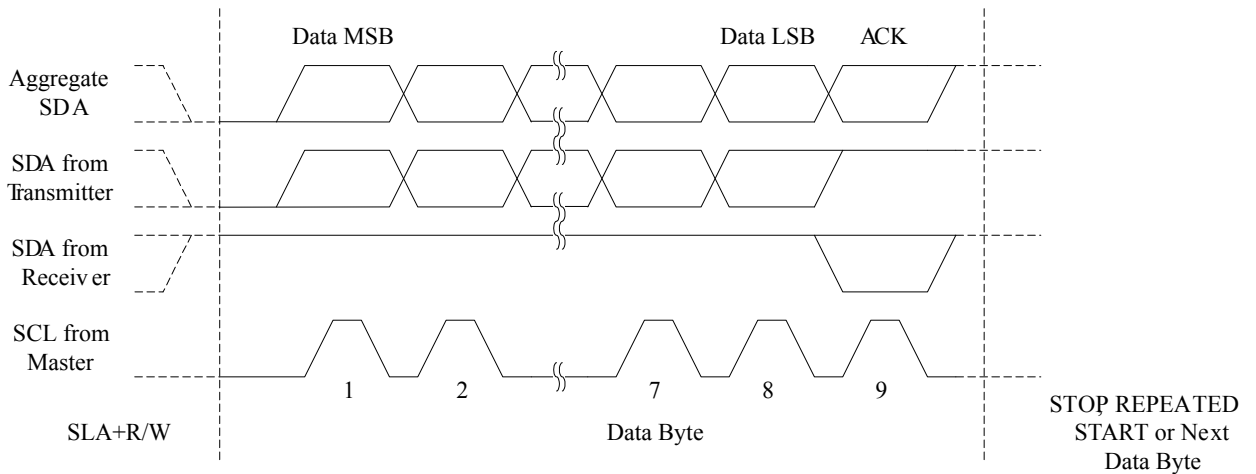 Data MSB
Data LSB
ACK
Aggregate
SDA
SDA from
Transmitter
SDA from
Receiver
SCL from
Master
1
2
7
8
9
SLA+R/W
Data Byte
STOP, REPEATED
START or Next
Data Byte